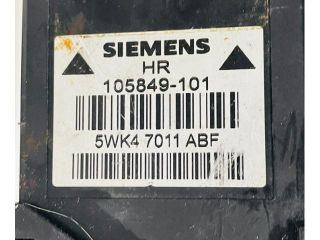 SIEMENS
HR
105849-101
5WK4 7011 ABF